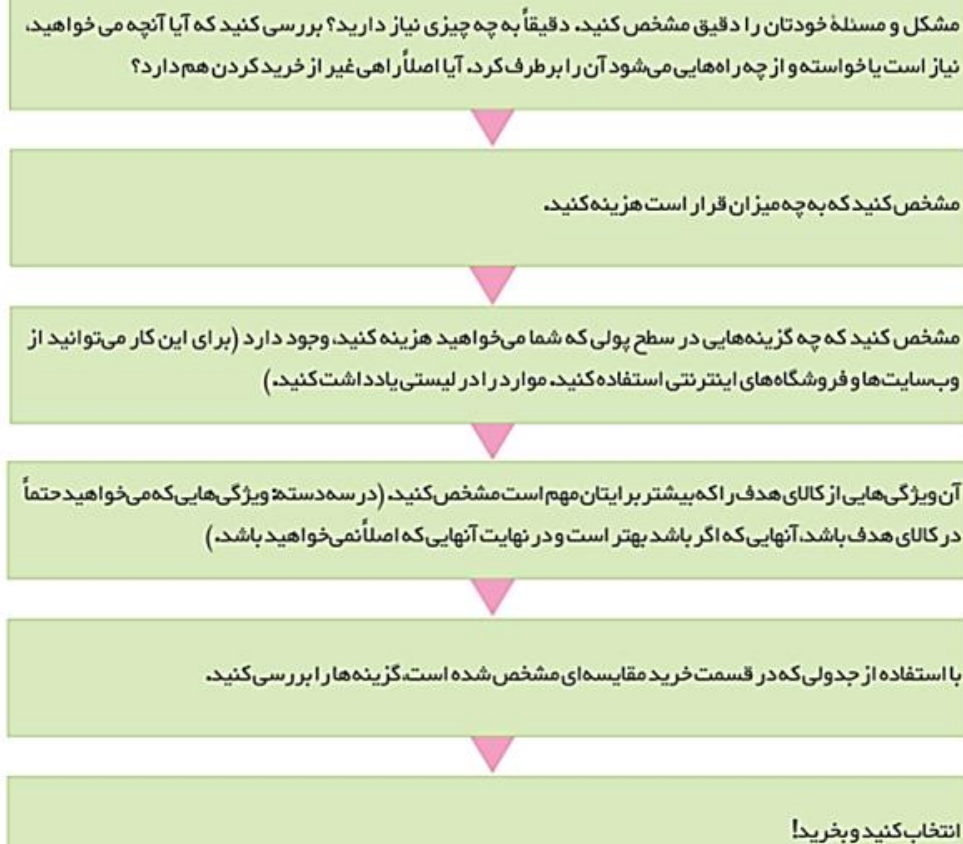 مشکل و مسئلهٔ خودتان را دقیق مشخص کنید. دقیقاً به چه چیزی نیاز دارید؟ بررسی کنید که آیا آنچه می خواهید،
نیاز است یا خواسته و از چه راه‌هایی می‌شود آن را برطرف کرد. آیا اصلاً راهی غیر از خرید کردن هم دارد؟
مشخص کنید که به چه میزان قرار است هزینه کنید.
مشخص کنید که چه گزینه‌هایی در سطح پولی که شما می‌خواهید هزینه کنید، وجود دارد (برای این کار می‌توانید از
وب‌سایت‌ها و فروشگاه‌های اینترنتی استفاده کنید. موارد را در لیستی یادداشت کنید.)
آن ویژگی‌هایی از کالای هدف را که بیشتر برایتان مهم است مشخص کنید. (در سه دسته: ویژگی‌هایی که می‌خواهید حتماً
در کالای هدف باشد، آنهایی که اگر باشد بهتر است و در نهایت آنهایی که اصلاً نمی‌خواهید باشد.)
با استفاده از جدولی که در قسمت خرید مقایسه‌ای مشخص شده است، گزینه‌ها را بررسی کنید.
انتخاب کنید و بخرید!